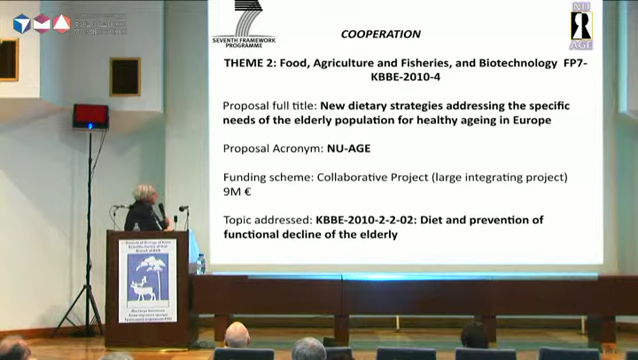 SEVENTH FRAMEWORK
PROGRAMME
COOPERATION
NU
AGE
THEME 2: Food, Agriculture and Fisheries, and Biotechnology FP7-
KBBE-2010-4
Proposal full title: New dietary strategies addressing the specific
needs of the elderly population for healthy ageing in Europe
Proposal Acronym: NU-AGE
Funding scheme: Collaborative Project (large integrating project)
9M €
Topic addressed: KBBE-2010-2-2-02: Diet and prevention of
functional decline of the elderly